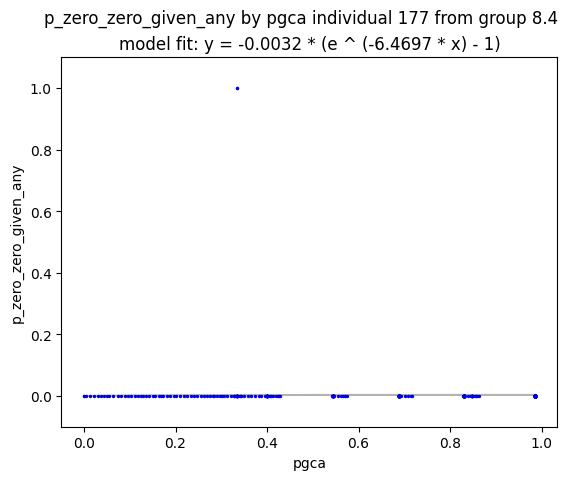 p_zero_zero_given_any by pgca individual 177 from group 8.4
model fit: y = -0.0032 * (e ^ (-6.4697 * x) - 1)
p_zero_zero_given_any
1.0
0.8
0.6
0.4
0.2
0.0
0.0 0.2 0.4 0.6 0.8 1.0
pgca